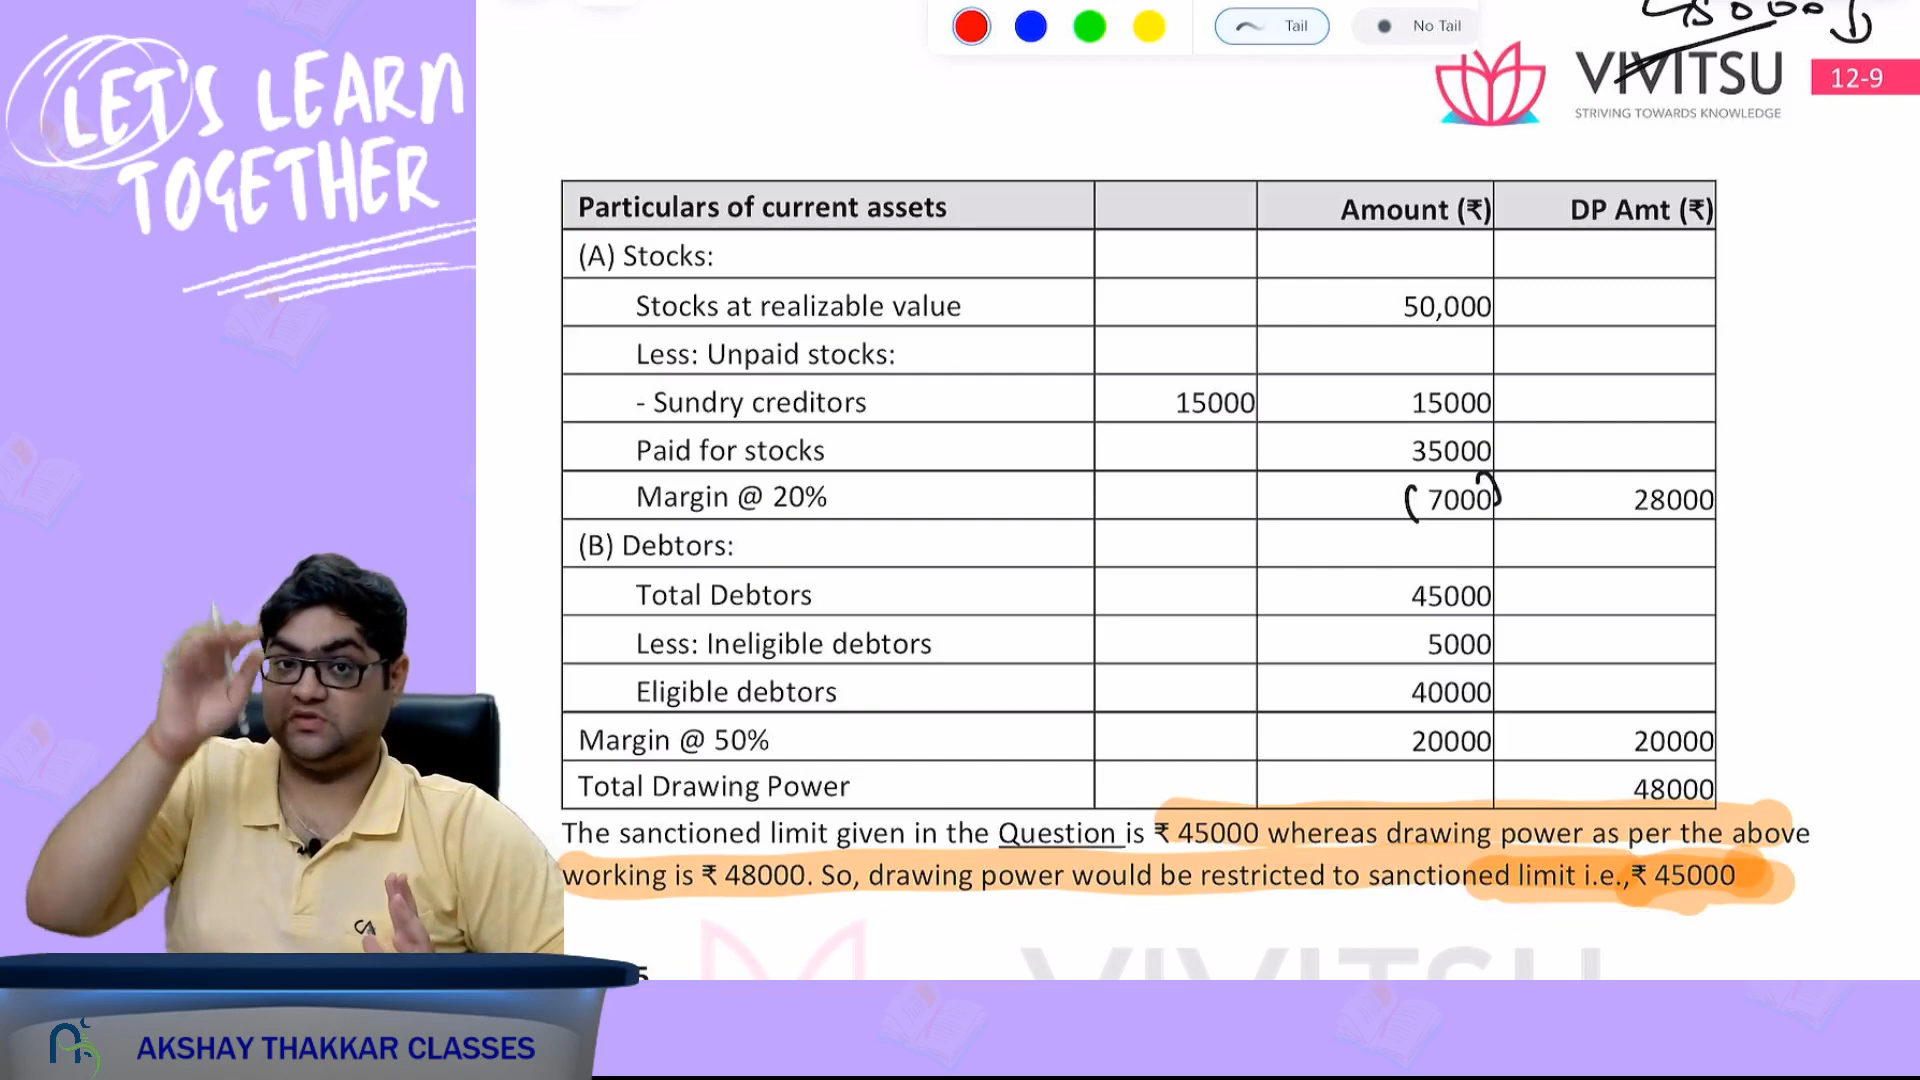 Tail
No Tail
LET'S LEARN
TOGETHER
VIVITSU
STRIVING TOWARDS KNOWLEDGE
12-9
Particulars of current assets Amount (₹) DP Amt (₹)
(A) Stocks:
Stocks at realizable value 50,000
Less: Unpaid stocks:
- Sundry creditors 15000 15000
Paid for stocks 35000
Margin @ 20% (7000) 28000
(B) Debtors:
Total Debtors 45000
Less: Ineligible debtors 5000
Eligible debtors 40000
Margin @ 50% 20000 20000
Total Drawing Power 48000
The sanctioned limit given in the Question is ₹ 45000 whereas drawing power as per the above
working is ₹ 48000. So, drawing power would be restricted to sanctioned limit i.e.,₹ 45000
VIVITSU
AKSHAY THAKKAR CLASSES